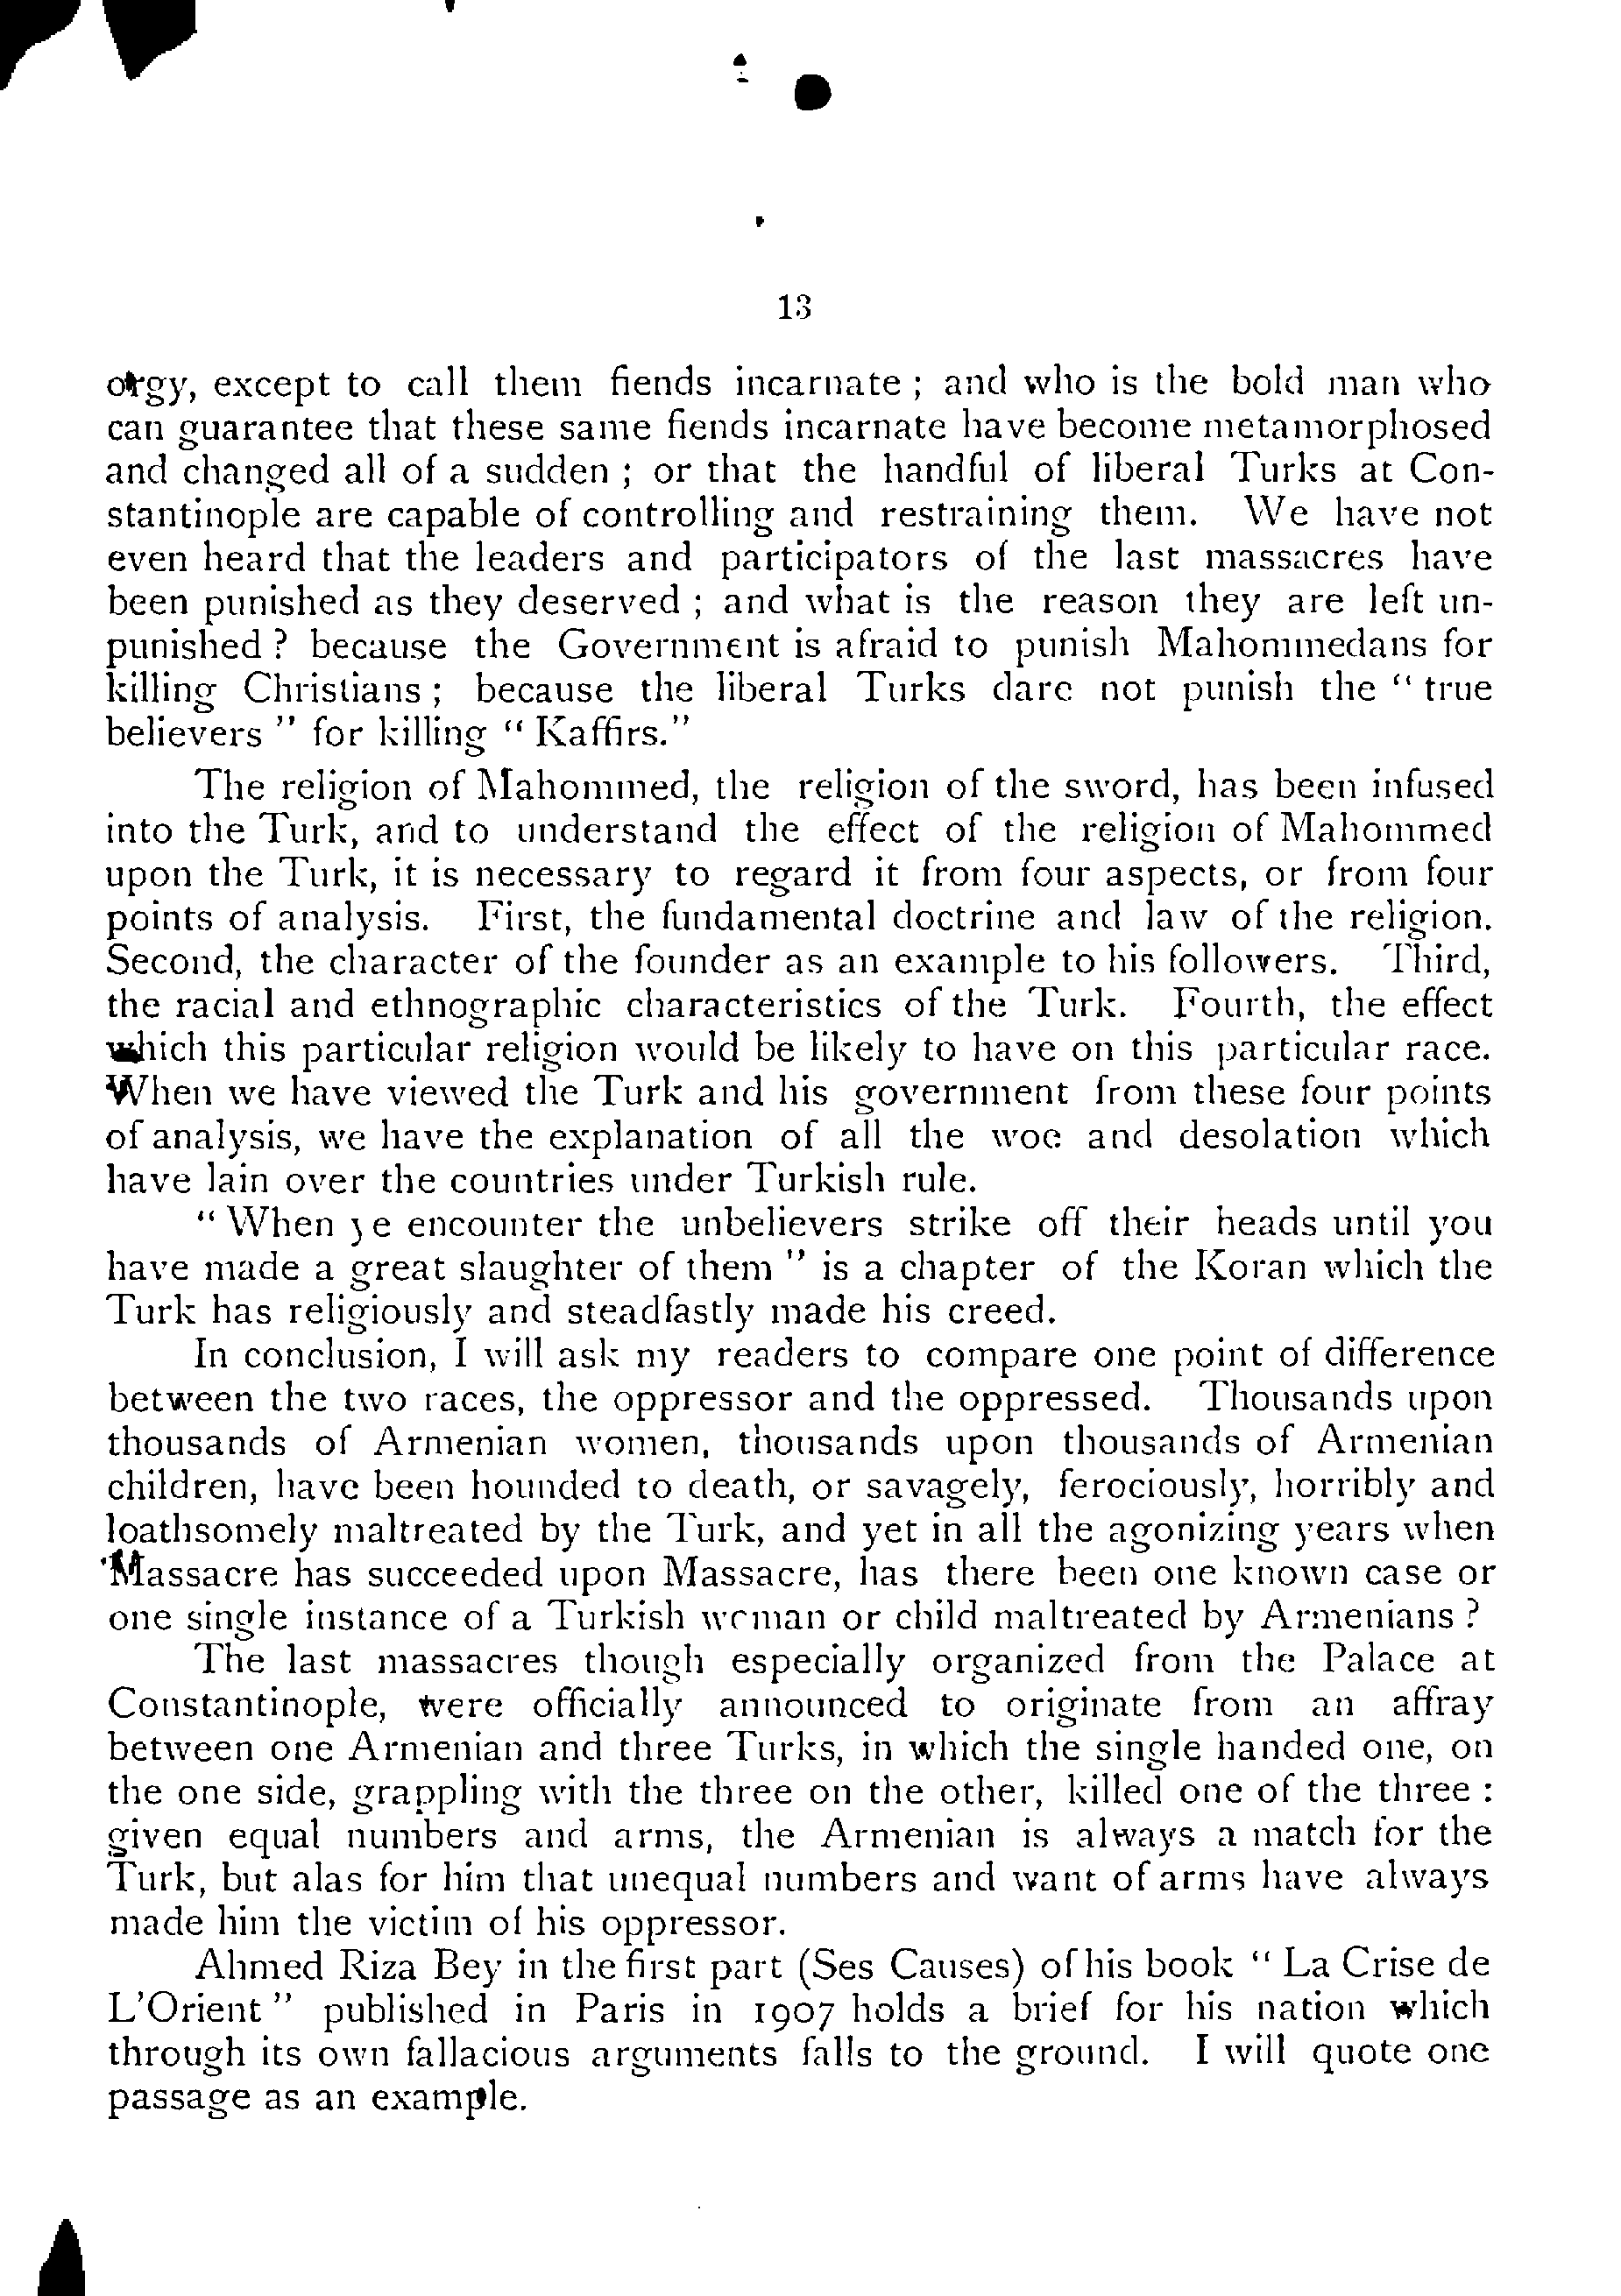 13
orgy, except to call them fiends incarnate ; and who is the bold man who
can guarantee that these same fiends incarnate have become metamorphosed
and changed all of a sudden ; or that the handful of liberal Turks at Con-
stantinople are capable of controlling and restraining them. We have not
even heard that the leaders and participators of the last massacres have
been punished as they deserved ; and what is the reason they are left un-
punished ? because the Government is afraid to punish Mahommedans for
killing Christians ; because the liberal Turks dare not punish the “ true
believers ” for killing “ Kaffirs.”
The religion of Mahommed, the religion of the sword, has been infused
into the Turk, and to understand the effect of the religion of Mahommed
upon the Turk, it is necessary to regard it from four aspects, or from four
points of analysis. First, the fundamental doctrine and law of the religion.
Second, the character of the founder as an example to his followers. Third,
the racial and ethnographic characteristics of the Turk. Fourth, the effect
which this particular religion would be likely to have on this particular race.
When we have viewed the Turk and his government from these four points
of analysis, we have the explanation of all the woe and desolation which
have lain over the countries under Turkish rule.
“ When ye encounter the unbelievers strike off their heads until you
have made a great slaughter of them ” is a chapter of the Koran which the
Turk has religiously and steadfastly made his creed.
In conclusion, I will ask my readers to compare one point of difference
between the two races, the oppressor and the oppressed. Thousands upon
thousands of Armenian women, thousands upon thousands of Armenian
children, have been hounded to death, or savagely, ferociously, horribly and
loathsomely maltreated by the Turk, and yet in all the agonizing years when
Massacre has succeeded upon Massacre, has there been one known case or
one single instance of a Turkish woman or child maltreated by Armenians ?
The last massacres though especially organized from the Palace at
Constantinople, were officially announced to originate from an affray
between one Armenian and three Turks, in which the single handed one, on
the one side, grappling with the three on the other, killed one of the three :
given equal numbers and arms, the Armenian is always a match for the
Turk, but alas for him that unequal numbers and want of arms have always
made him the victim of his oppressor.
Ahmed Riza Bey in the first part (Ses Causes) of his book “ La Crise de
L’Orient ” published in Paris in 1907 holds a brief for his nation which
through its own fallacious arguments falls to the ground. I will quote one
passage as an example.